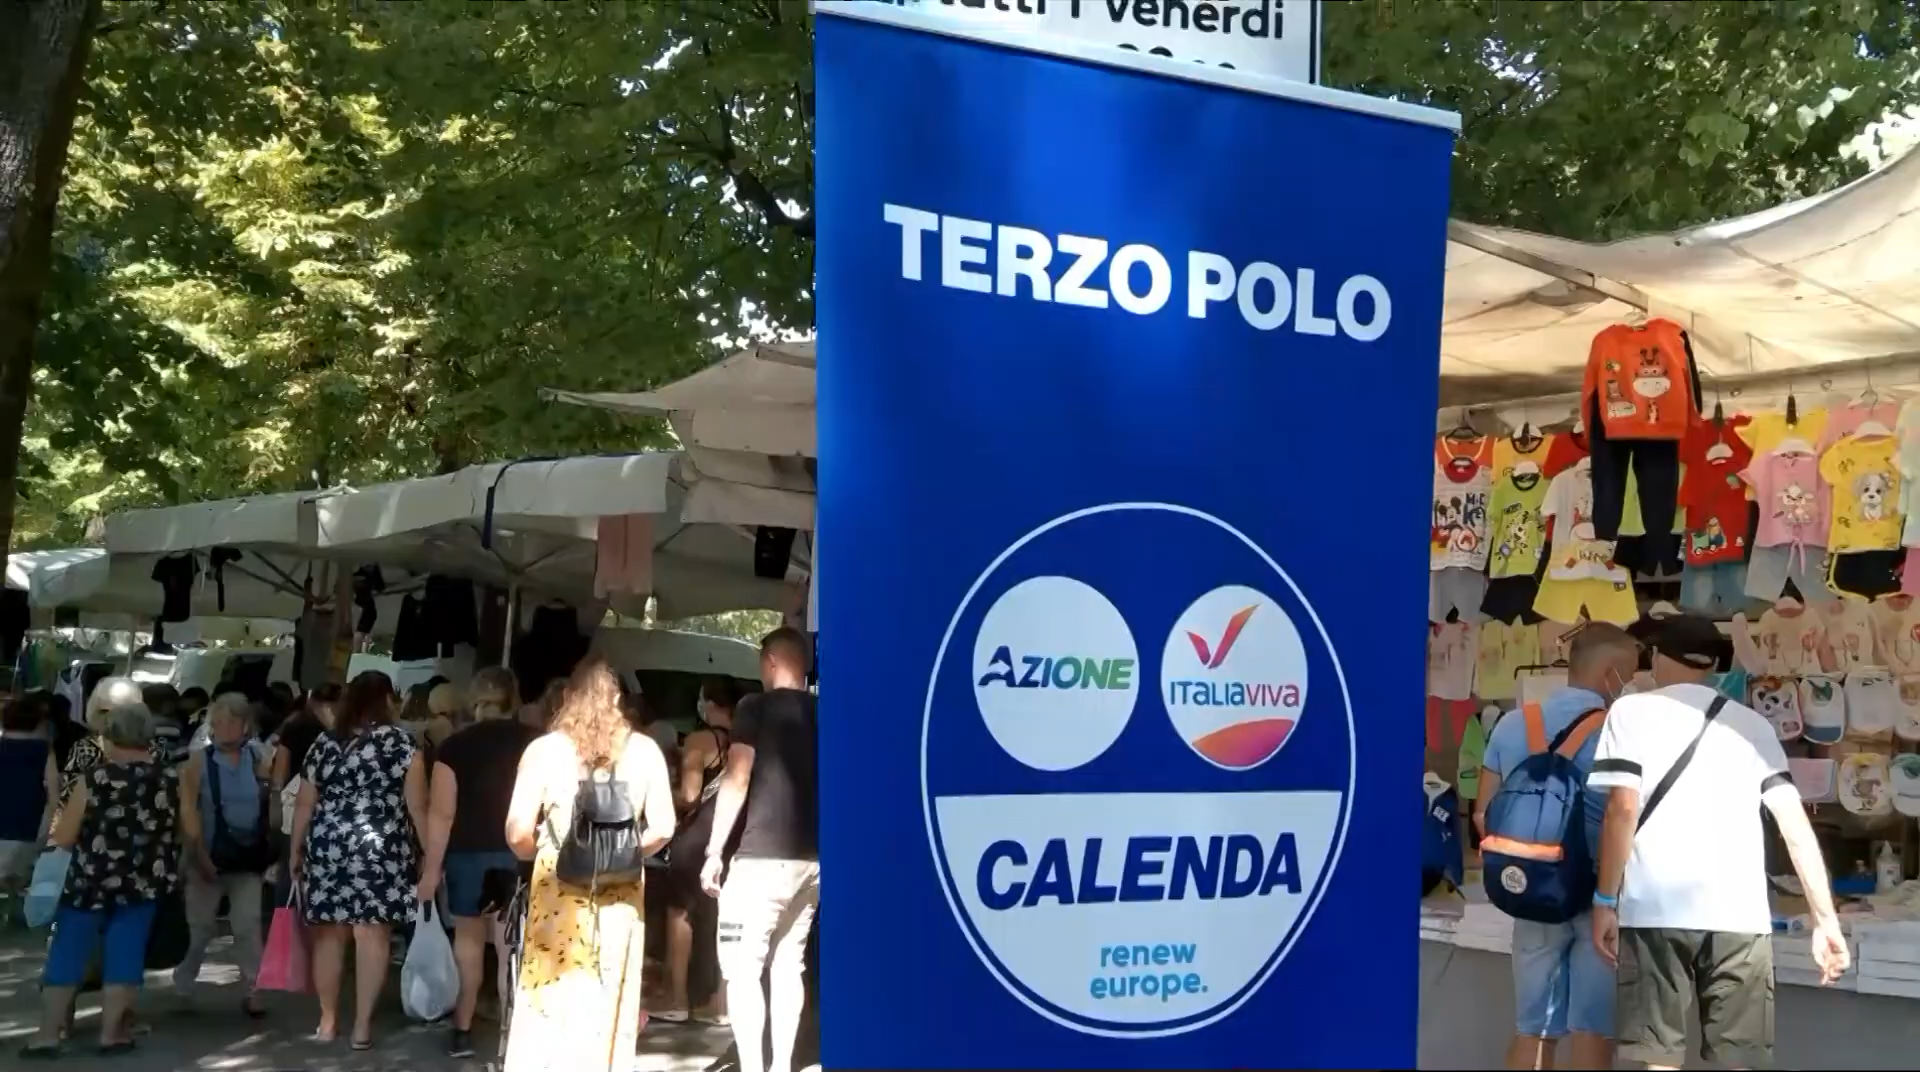 tutti i venerdì
TERZO POLO
AZIONE
ITALIAVIVA
CALENDA
renew
europe.